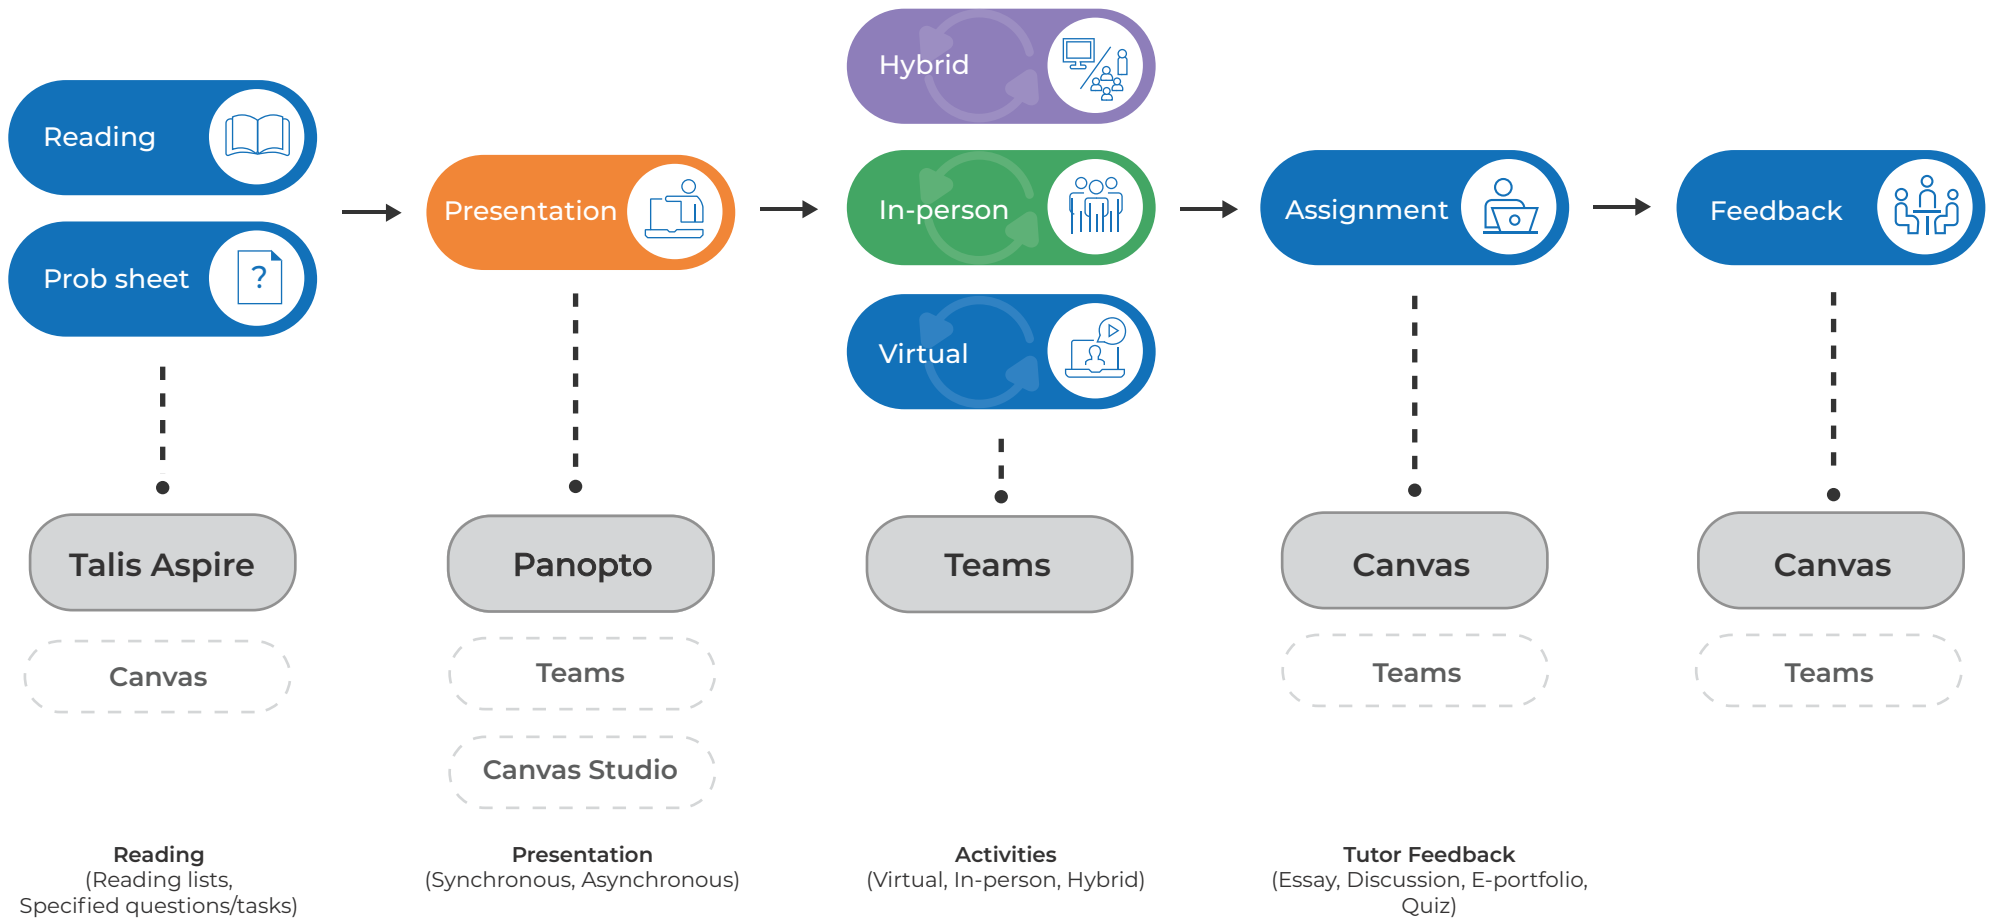 Reading
Prob sheet
?
Presentation
Hybrid
In-person
Virtual
Assignment
Feedback
Talis Aspire
Canvas
Panopto
Teams
Canvas Studio
Teams
Canvas
Teams
Canvas
Teams
Reading
(Reading lists,
Specified questions/tasks)
Presentation
(Synchronous, Asynchronous)
Activities
(Virtual, In-person, Hybrid)
Tutor Feedback
(Essay, Discussion, E-portfolio,
Quiz)